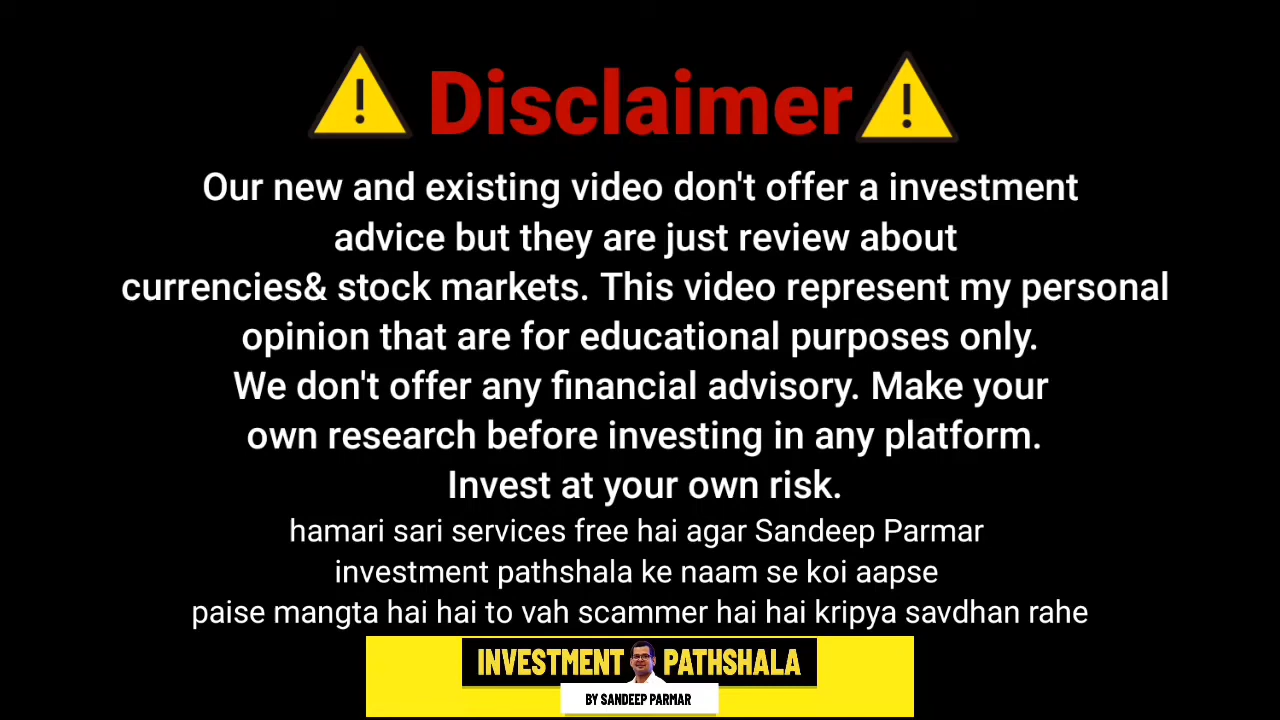 Disclaimer
Our new and existing video don't offer a investment
advice but they are just review about
currencies& stock markets. This video represent my personal
opinion that are for educational purposes only.
We don't offer any financial advisory. Make your
own research before investing in any platform.
Invest at your own risk.
hamari sari services free hai agar Sandeep Parmar
investment pathshala ke naam se koi aapse
paise mangta hai hai to vah scammer hai hai kripya savdhan rahe
INVESTMENT PATHSHALA
BY SANDEEP PARMAR